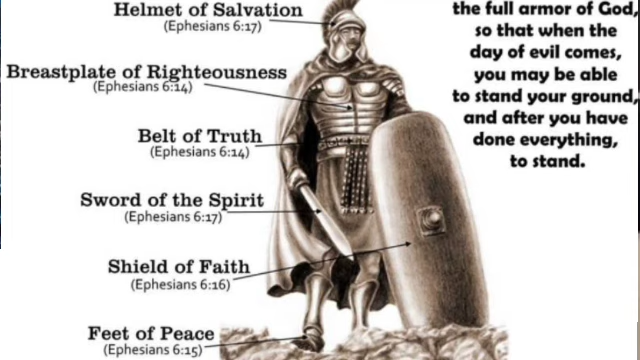 Helmet of Salvation
(Ephesians 6:17)
Breastplate of Righteousness
(Ephesians 6:14)
Belt of Truth
(Ephesians 6:14)
Sword of the Spirit
(Ephesians 6:17)
Shield of Faith
(Ephesians 6:16)
Feet of Peace
(Ephesians 6:15)
the full armor of God,
so that when the
day of evil comes,
you may be able
to stand your ground,
and after you have
done everything,
to stand.